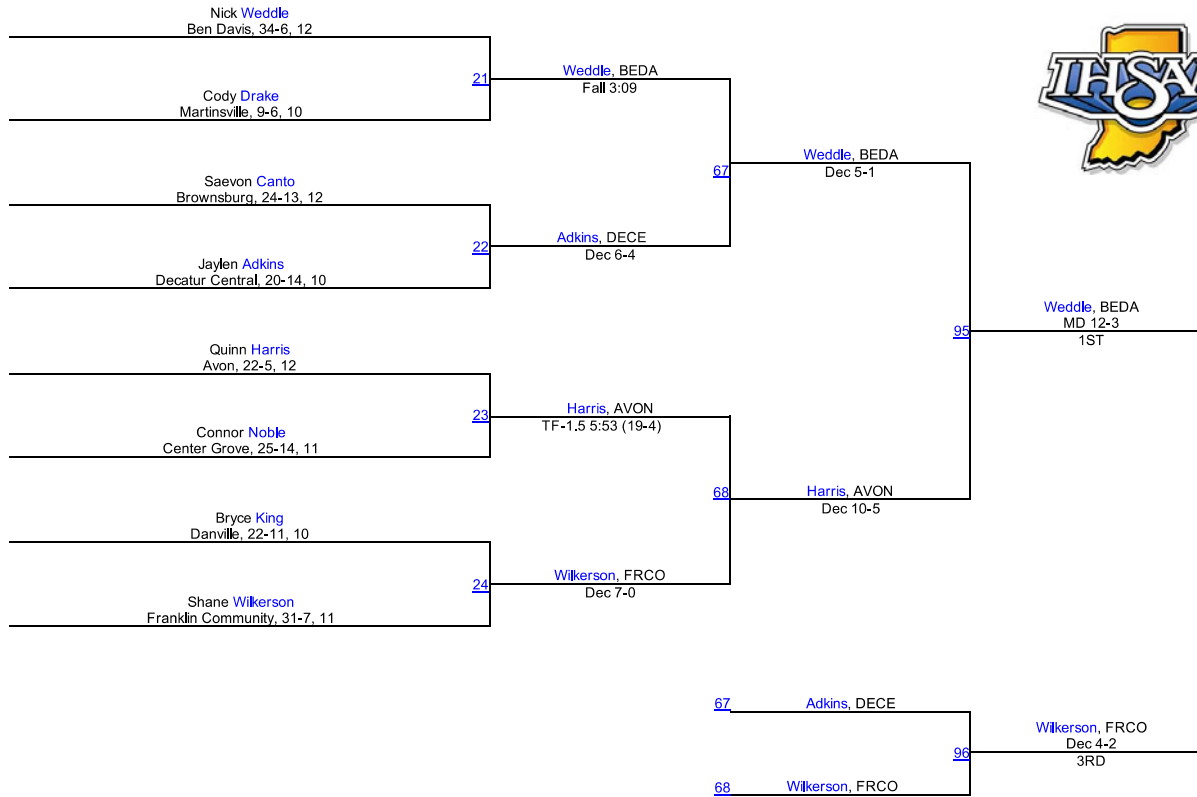 Nick Weddle
Ben Davis, 34-6, 12
21
Weddle, BEDA
Fall 3:09
Cody Drake
Martinsville, 9-6, 10
IHSAA
67
Weddle, BEDA
Dec 5-1
Saevon Canto
Brownsburg, 24-13, 12
22
Adkins, DECE
Dec 6-4
Jaylen Adkins
Decatur Central, 20-14, 10
95
Weddle, BEDA
MD 12-3
1ST
Quinn Harris
Avon, 22-5, 12
23
Harris, AVON
TF-1.5 5:53 (19-4)
Connor Noble
Center Grove, 25-14, 11
68
Harris, AVON
Dec 10-5
Bryce King
Danville, 22-11, 10
24
Wilkerson, FRCO
Dec 7-0
Shane Wilkerson
Franklin Community, 31-7, 11
67
Adkins, DECE
96
Wilkerson, FRCO
Dec 4-2
3RD
68
Wilkerson, FRCO